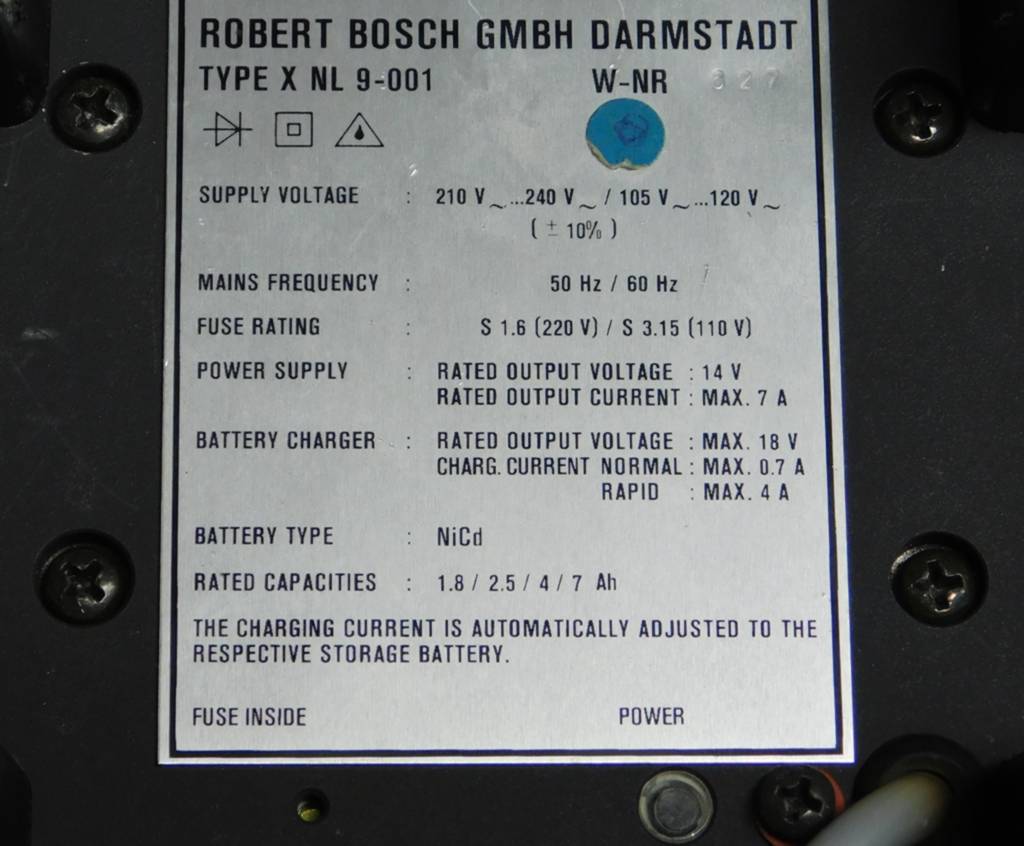 ROBERT BOSCH GMBH DARMSTADT
TYPE X NL 9-001 W-NR 327
SUPPLY VOLTAGE : 210 V ~...240 V ~ / 105 V ~...120 V ~
( ± 10% )
MAINS FREQUENCY : 50 Hz / 60 Hz
FUSE RATING : S 1.6 (220 V) / S 3.15 (110 V)
POWER SUPPLY : RATED OUTPUT VOLTAGE : 14 V
RATED OUTPUT CURRENT : MAX. 7 A
BATTERY CHARGER : RATED OUTPUT VOLTAGE : MAX. 18 V
CHARG. CURRENT NORMAL : MAX. 0.7 A
RAPID : MAX. 4 A
BATTERY TYPE : NiCd
RATED CAPACITIES : 1.8 / 2.5 / 4 / 7 Ah
THE CHARGING CURRENT IS AUTOMATICALLY ADJUSTED TO THE
RESPECTIVE STORAGE BATTERY.
FUSE INSIDE POWER